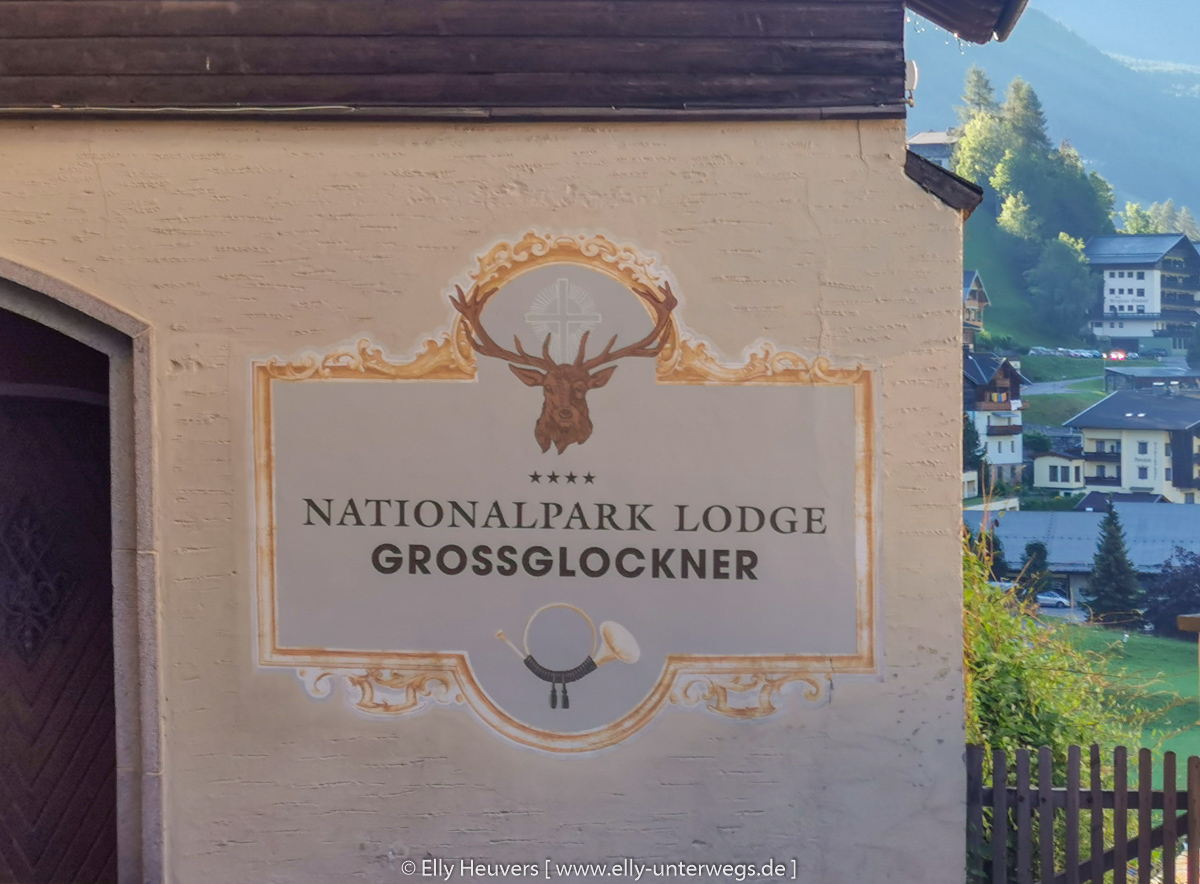 ★★★★
NATIONALPARK LODGE
GROSSGLOCKNER
© Elly Heuvers [ www.elly-unterwegs.de ]